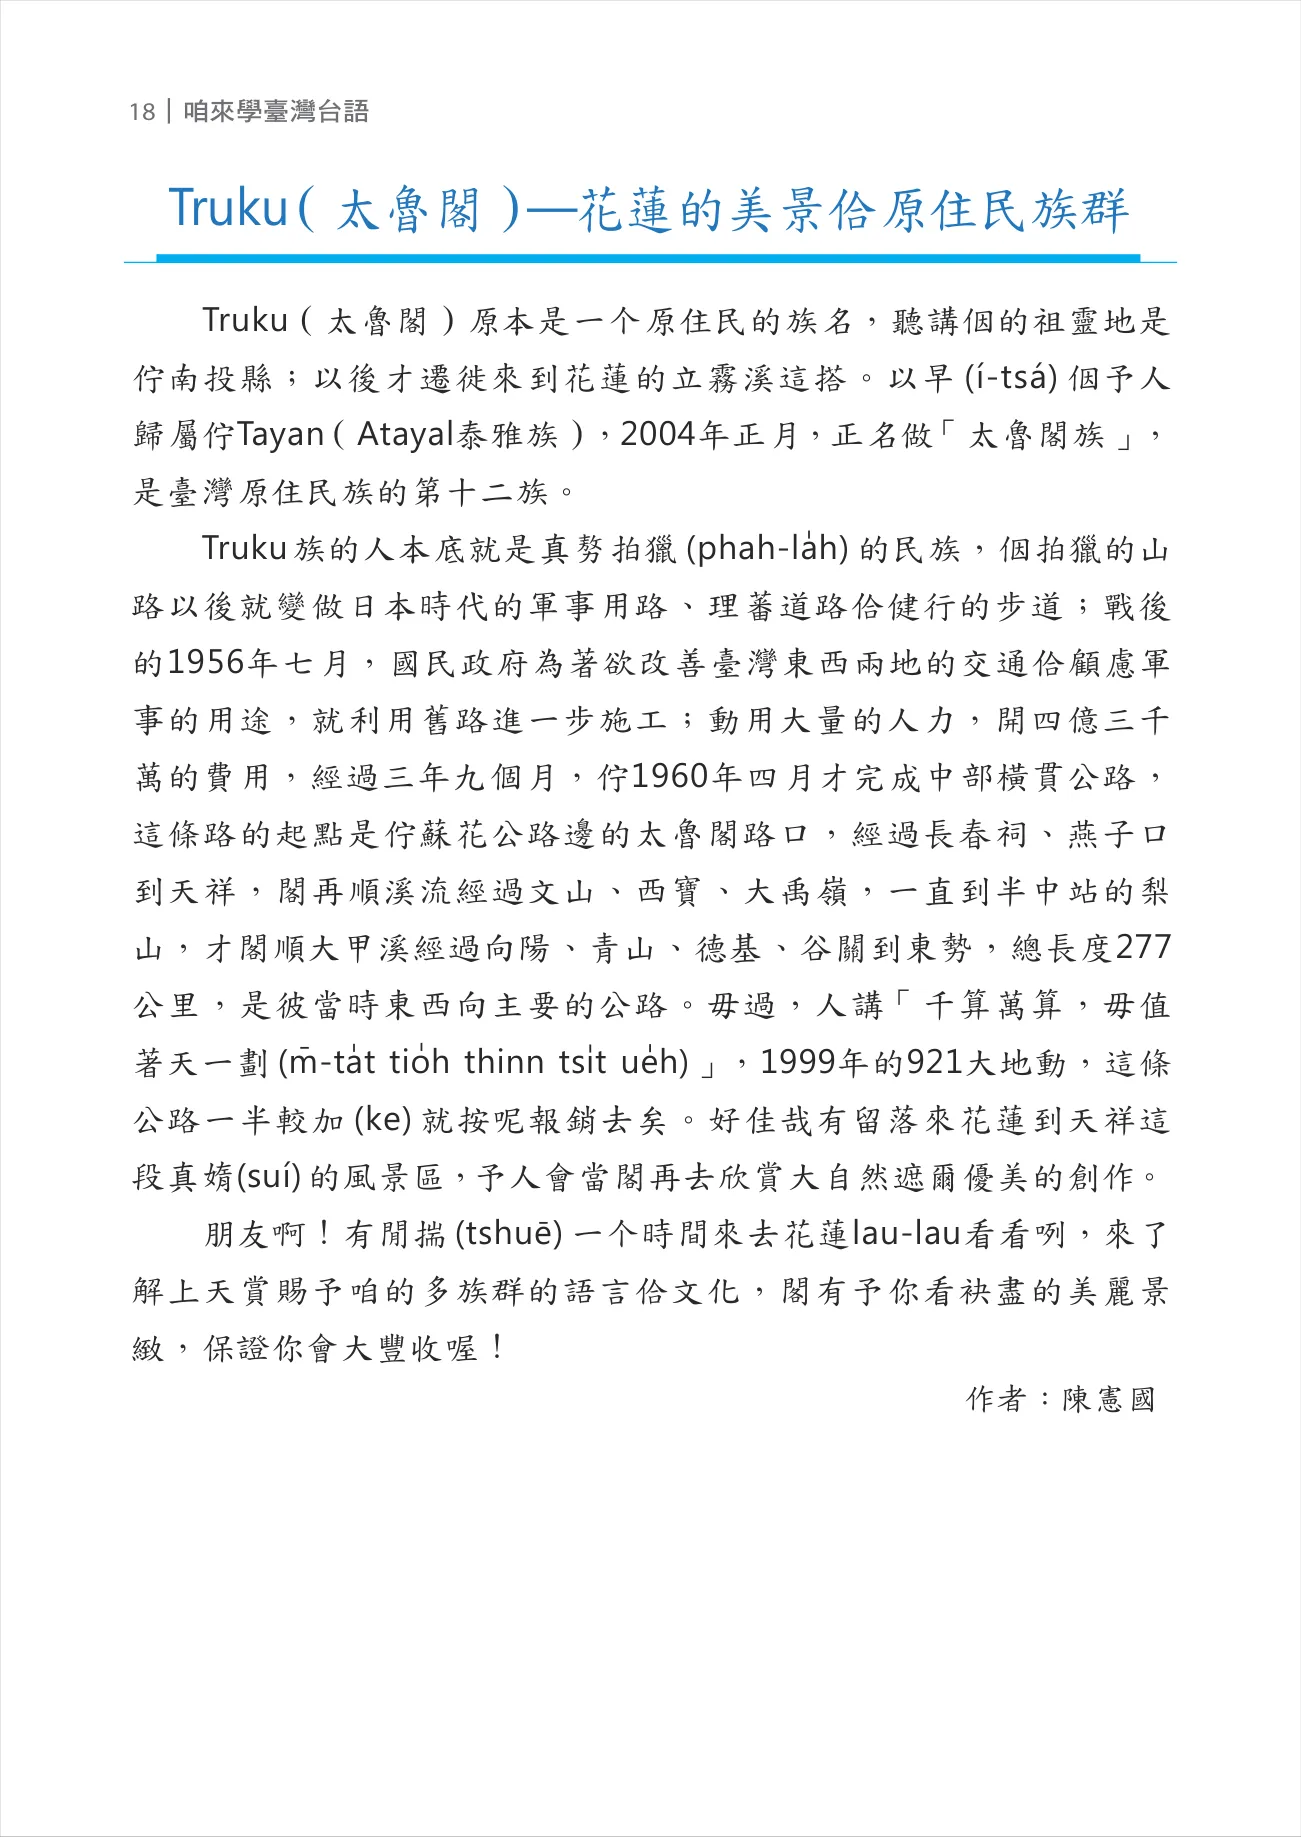 18 | 咱來學臺灣台語
Truku（太魯閣）—花蓮的美景佮原住民族群
Truku（太魯閣）原本是一个原住民的族名，聽講𪜶的祖靈地是
佇南投縣；以後才遷徙來到花蓮的立霧溪這搭。以早 (í-tsá) 個予人
歸屬佇Tayan（Atayal泰雅族），2004年正月，正名做「太魯閣族」，
是臺灣原住民族的第十二族。
Truku族的人本底就是真𠢕拍獵 (phah-la̍h) 的民族，𪜶拍獵的山
路以後就變做日本時代的軍事用路、理蕃道路佮健行的步道；戰後
的1956年七月，國民政府為著欲改善臺灣東西兩地的交通佮顧慮軍
事的用途，就利用舊路進一步施工；動用大量的人力，開四億三千
萬的費用，經過三年九個月，佇1960年四月才完成中部橫貫公路，
這條路的起點是佇蘇花公路邊的太魯閣路口，經過長春祠、燕子口
到天祥，閣再順溪流經過文山、西寶、大禹嶺，一直到半中站的梨
山，才閣順大甲溪經過向陽、青山、德基、谷關到東勢，總長度277
公里，是彼當時東西向主要的公路。毋過，人講「千算萬算，毋值
著天一劃 (m̄-ta̍t tio̍h thinn tsi̍t ue̍h) 」，1999年的921大地動，這條
公路一半較加 (ke) 就按呢報銷去矣。好佳哉有留落來花蓮到天祥這
段真媠(suí) 的風景區，予人會當閣再去欣賞大自然遮爾優美的創作。
朋友啊！有閒揣 (tshuē) 一个時間來去花蓮lau-lau看看咧，來了
解上天賞賜予咱的多族群的語言佮文化，閣有予你看袂盡的美麗景
緻，保證你會大豐收喔！
作者：陳憲國